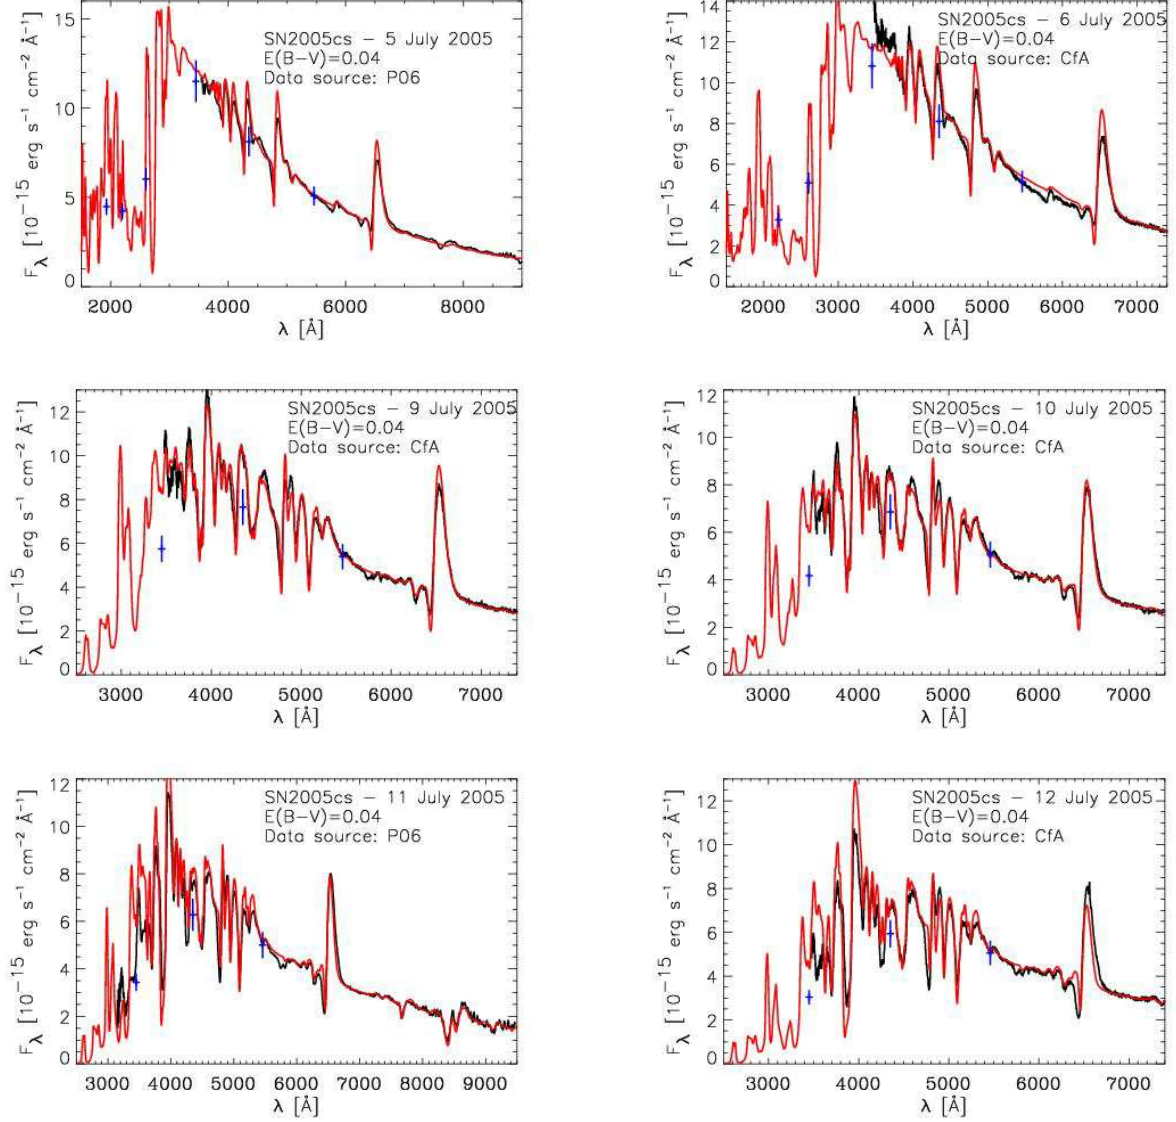 SN2005cs – 5 July 2005
E(B–V)=0.04
Data source: P06
15
10
5
0
F_λ [10⁻¹⁵ erg s⁻¹ cm⁻² Å⁻¹]
2000 4000 6000 8000
λ [Å]
SN2005cs – 6 July 2005
E(B–V)=0.04
Data source: CfA
14
12
10
8
6
4
2
0
F_λ [10⁻¹⁵ erg s⁻¹ cm⁻² Å⁻¹]
2000 3000 4000 5000 6000 7000
λ [Å]
SN2005cs – 9 July 2005
E(B–V)=0.04
Data source: CfA
12
10
8
6
4
2
0
F_λ [10⁻¹⁵ erg s⁻¹ cm⁻² Å⁻¹]
3000 4000 5000 6000 7000
λ [Å]
SN2005cs – 10 July 2005
E(B–V)=0.04
Data source: CfA
12
10
8
6
4
2
0
F_λ [10⁻¹⁵ erg s⁻¹ cm⁻² Å⁻¹]
3000 4000 5000 6000 7000
λ [Å]
SN2005cs – 11 July 2005
E(B–V)=0.04
Data source: P06
12
10
8
6
4
2
0
F_λ [10⁻¹⁵ erg s⁻¹ cm⁻² Å⁻¹]
3000 4000 5000 6000 7000 8000 9000
λ [Å]
SN2005cs – 12 July 2005
E(B–V)=0.04
Data source: CfA
12
10
8
6
4
2
0
F_λ [10⁻¹⁵ erg s⁻¹ cm⁻² Å⁻¹]
3000 4000 5000 6000 7000
λ [Å]